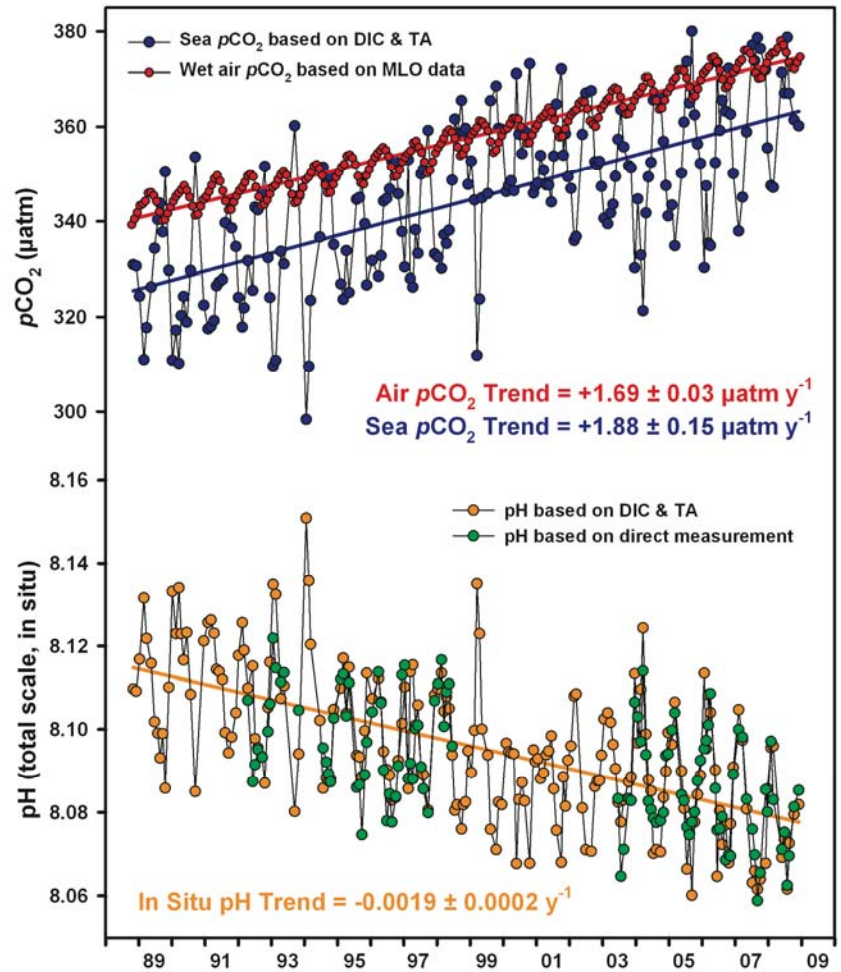 380
360
340
320
300
pCO₂ (µatm)
Sea pCO₂ based on DIC & TA
Wet air pCO₂ based on MLO data
Air pCO₂ Trend = +1.69 ± 0.03 µatm y⁻¹
Sea pCO₂ Trend = +1.88 ± 0.15 µatm y⁻¹
8.16
8.14
8.12
8.10
8.08
8.06
pH (total scale, in situ)
pH based on DIC & TA
pH based on direct measurement
In Situ pH Trend = -0.0019 ± 0.0002 y⁻¹
89 91 93 95 97 99 01 03 05 07 09